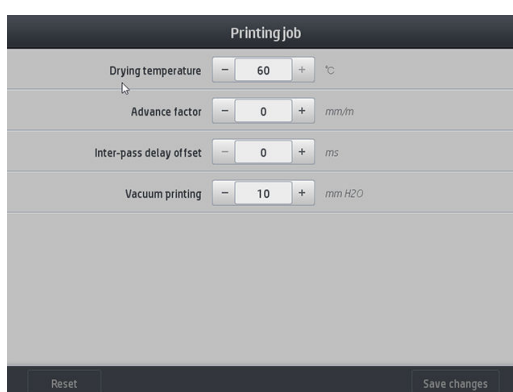 Printing job
Drying temperature − 60 + °C
Advance factor − 0 + mm/m
Inter-pass delay offset − 0 + ms
Vacuum printing − 10 + mm H2O
Reset Save changes